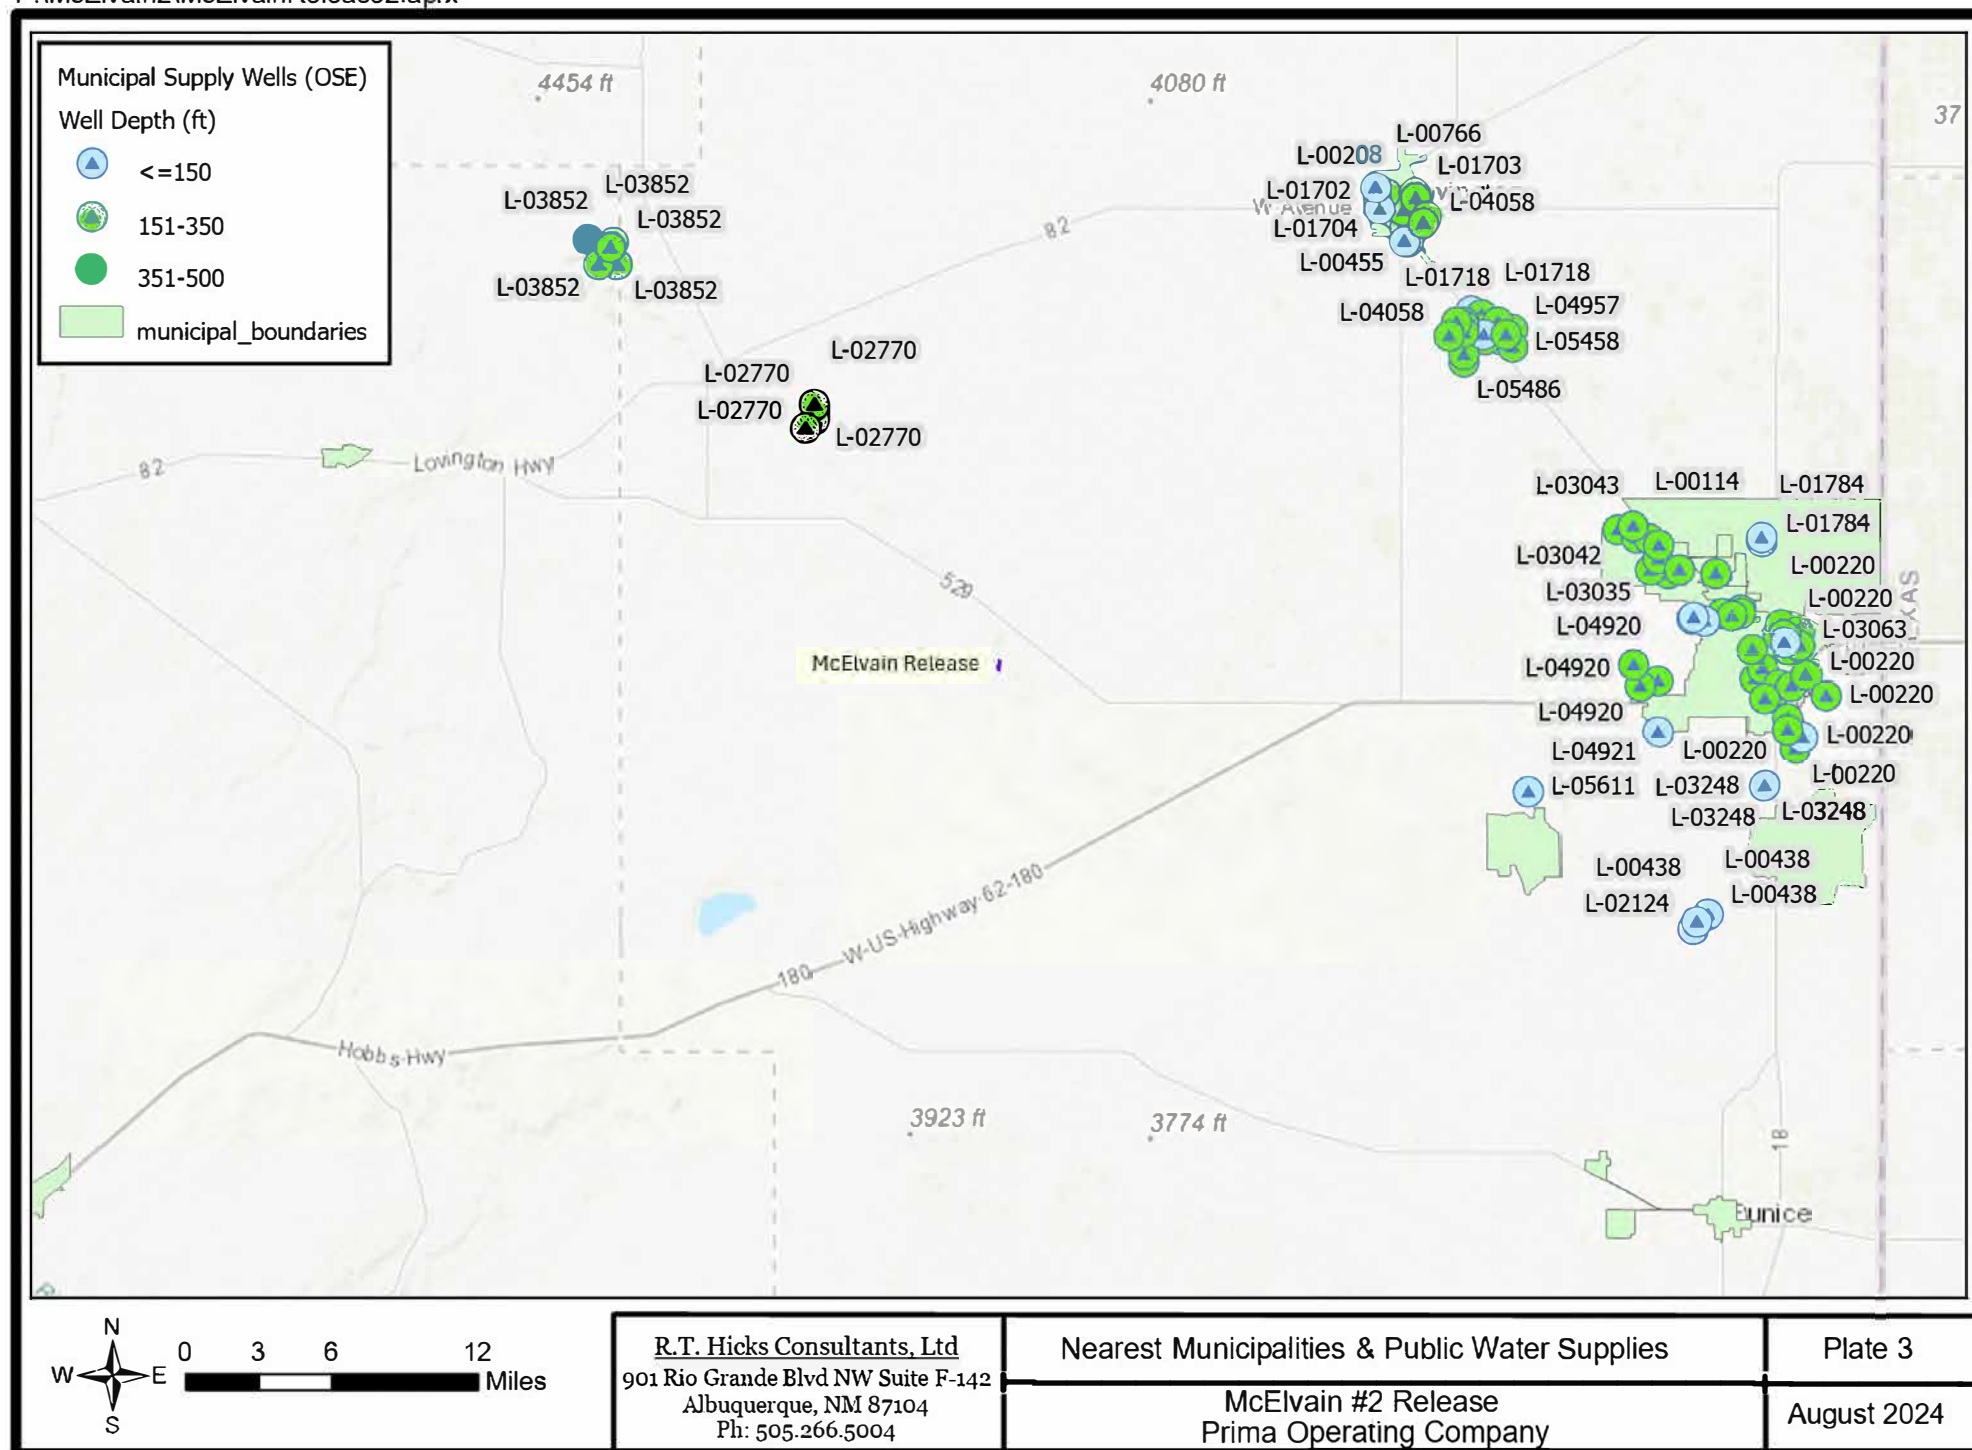 Municipal Supply Wells (OSE)
Well Depth (ft)
<=150
151-350
351-500
municipal_boundaries
4454 ft
4080 ft
37
L-00766
L-00208
L-01703
L-03852
L-03852
L-01702
L-04058
W Avenue
L-03852
82
L-01704
L-00455
L-01718
L-01718
L-03852
L-03852
L-04957
L-04058
L-05458
L-02770
L-02770
L-05486
L-02770
L-02770
82
Lovington Hwy
L-03043
L-00114
L-01784
L-01784
L-03042
L-00220
529
L-03035
L-00220
L-04920
L-03063
McElvain Release
L-04920
L-00220
L-00220
L-04920
L-00220
L-04921
L-00220
L-00220
L-05611
L-03248
L-03248
L-03248
L-00438
L-00438
L-00438
L-02124
W-US-Highway-62-180
180
Hobbs-Hwy
3923 ft
3774 ft
18
Eunice
N
W
E
S
0 3 6 12
Miles
R.T. Hicks Consultants, Ltd
901 Rio Grande Blvd NW Suite F-142
Albuquerque, NM 87104
Ph: 505.266.5004
Nearest Municipalities & Public Water Supplies
McElvain #2 Release
Prima Operating Company
Plate 3
August 2024